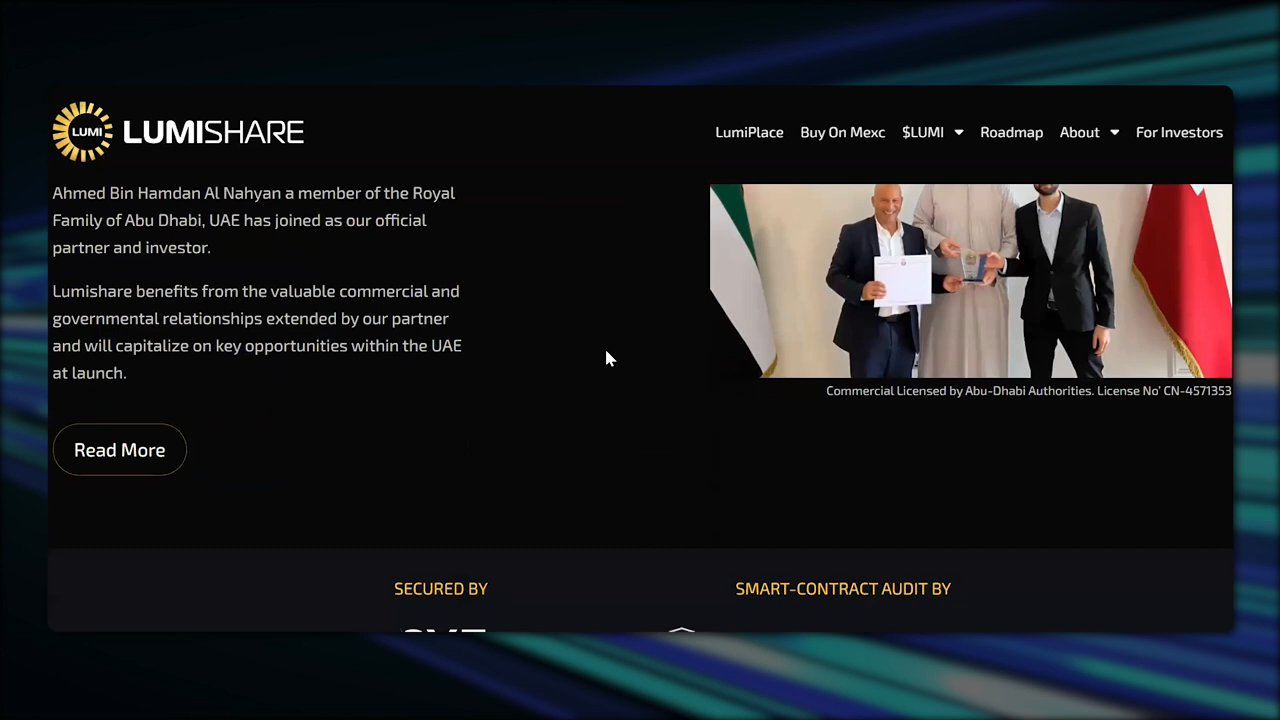 LUMI LUMISHARE
LumiPlace Buy On Mexc $LUMI Roadmap About For Investors
Ahmed Bin Hamdan Al Nahyan a member of the Royal
Family of Abu Dhabi, UAE has joined as our official
partner and investor.
Lumishare benefits from the valuable commercial and
governmental relationships extended by our partner
and will capitalize on key opportunities within the UAE
at launch.
Read More
Commercial Licensed by Abu-Dhabi Authorities. License No' CN-4571353
SECURED BY
SMART-CONTRACT AUDIT BY